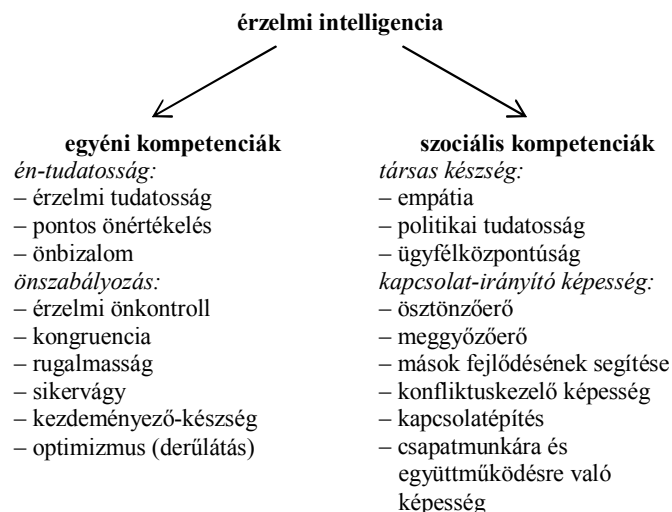 érzelmi intelligencia
egyéni kompetenciák
én-tudatosság:
– érzelmi tudatosság
– pontos önértékelés
– önbizalom
önszabályozás:
– érzelmi önkontroll
– kongruencia
– rugalmasság
– sikervágy
– kezdeményező-készség
– optimizmus (derűlátás)
szociális kompetenciák
társas készség:
– empátia
– politikai tudatosság
– ügyfélközpontúság
kapcsolat-irányító képesség:
– ösztönzőerő
– meggyőzőerő
– mások fejlődésének segítése
– konfliktuskezelő képesség
– kapcsolatépítés
– csapatmunkára és
együttműködésre való
képesség